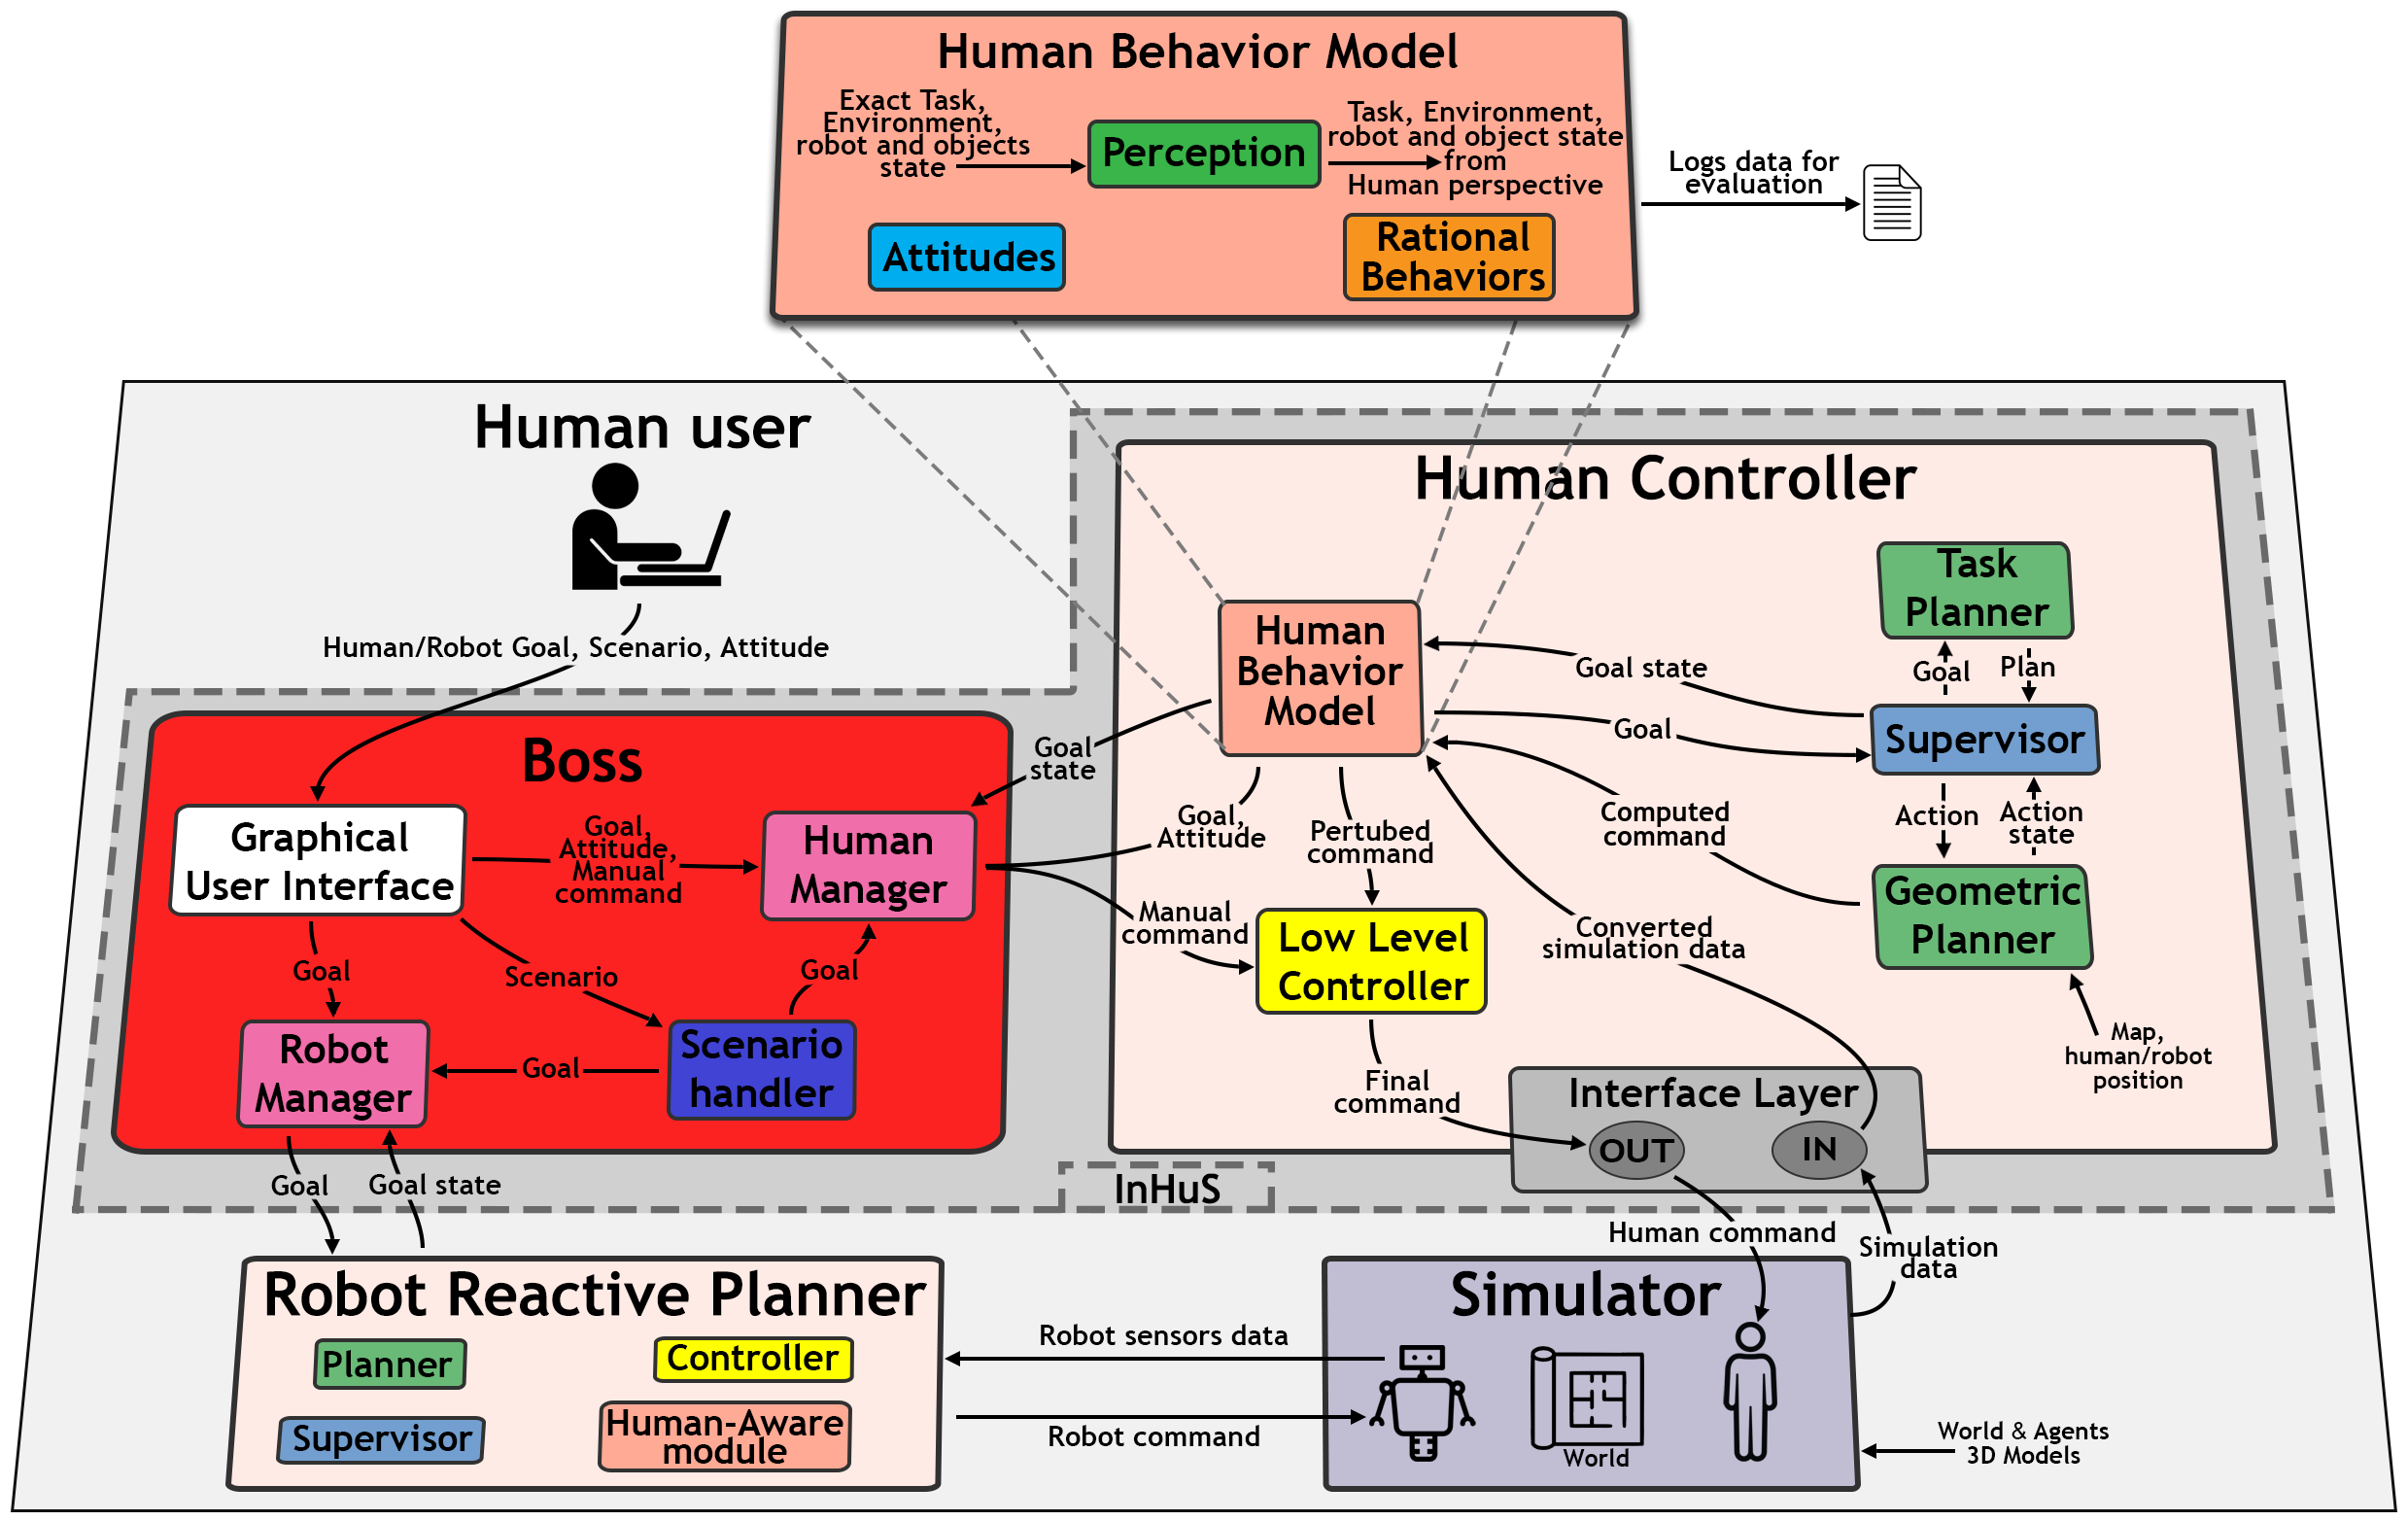 Human Behavior Model
Exact Task,
Environment,
robot and objects
state
Perception
Task, Environment,
robot and object state
from
Human perspective
Attitudes
Rational
Behaviors
Logs data for
evaluation
Human user
Human/Robot Goal, Scenario, Attitude
Boss
Graphical
User Interface
Goal,
Attitude,
Manual
command
Human
Manager
Goal
Scenario
Goal
Robot
Manager
Goal
Scenario
handler
Goal
Goal state
Goal
state
Goal,
Attitude
Manual
command
Human Controller
Human
Behavior
Model
Goal state
Goal
Computed
command
Converted
simulation data
Pertubed
command
Task
Planner
Goal
Plan
Supervisor
Action
Action
state
Geometric
Planner
Map,
human/robot
position
Low Level
Controller
Final
command
Interface Layer
OUT
IN
InHuS
Human command
Simulation
data
Robot Reactive Planner
Planner
Controller
Supervisor
Human-Aware
module
Robot sensors data
Robot command
Simulator
World
World & Agents
3D Models